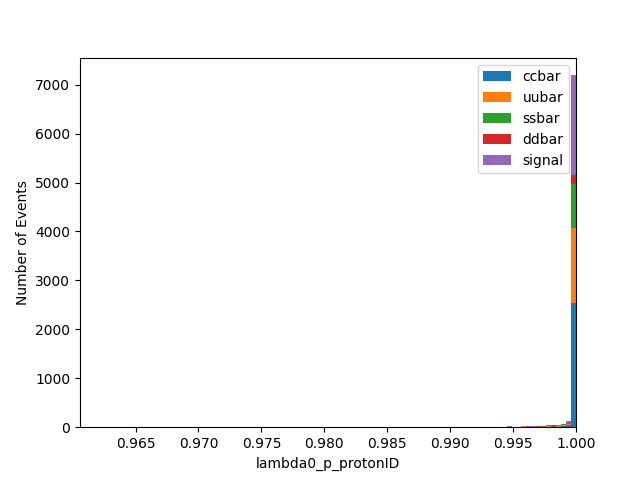 7000
6000
5000
4000
3000
2000
1000
0
Number of Events
ccbar
uubar
ssbar
ddbar
signal
0.965 0.970 0.975 0.980 0.985 0.990 0.995 1.000
lambda0_p_protonID